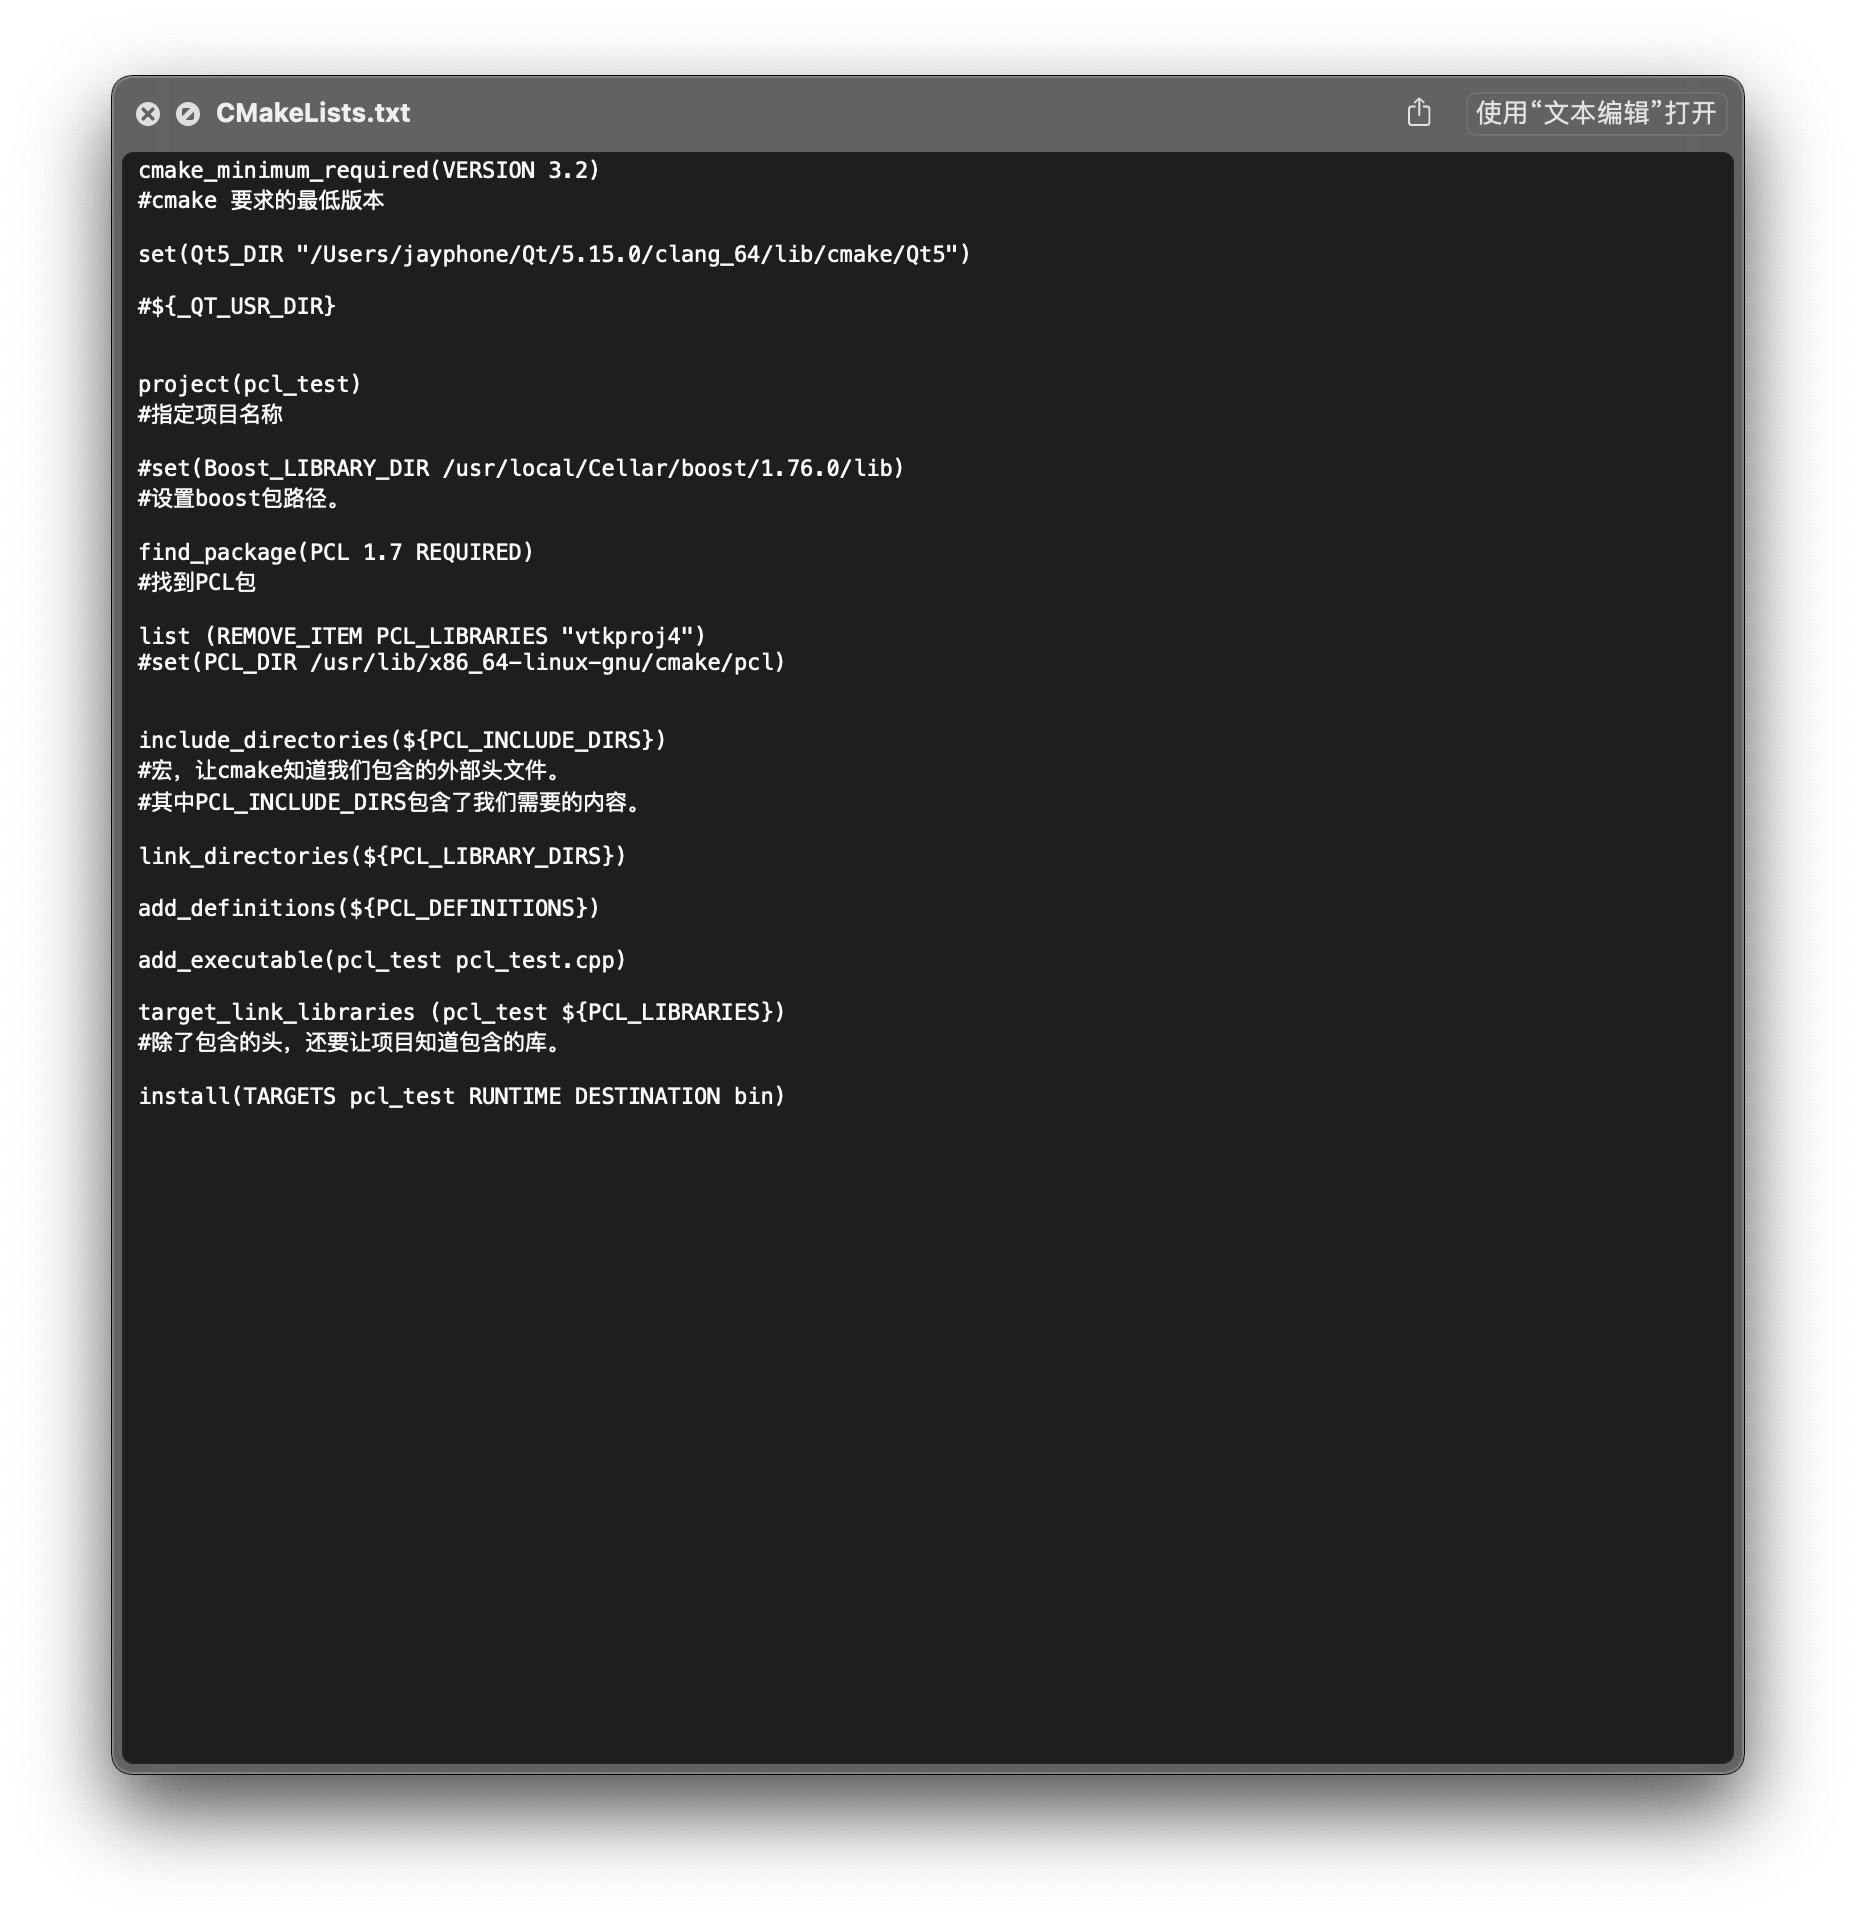 CMakeLists.txt
使用“文本编辑”打开
cmake_minimum_required(VERSION 3.2)
#cmake 要求的最低版本
set(Qt5_DIR "/Users/jayphone/Qt/5.15.0/clang_64/lib/cmake/Qt5")
#${_QT_USR_DIR}
project(pcl_test)
#指定项目名称
#set(Boost_LIBRARY_DIR /usr/local/Cellar/boost/1.76.0/lib)
#设置boost包路径。
find_package(PCL 1.7 REQUIRED)
#找到PCL包
list (REMOVE_ITEM PCL_LIBRARIES "vtkproj4")
#set(PCL_DIR /usr/lib/x86_64-linux-gnu/cmake/pcl)
include_directories(${PCL_INCLUDE_DIRS})
#宏，让cmake知道我们包含的外部头文件。
#其中PCL_INCLUDE_DIRS包含了我们需要的内容。
link_directories(${PCL_LIBRARY_DIRS})
add_definitions(${PCL_DEFINITIONS})
add_executable(pcl_test pcl_test.cpp)
target_link_libraries (pcl_test ${PCL_LIBRARIES})
#除了包含的头，还要让项目知道包含的库。
install(TARGETS pcl_test RUNTIME DESTINATION bin)